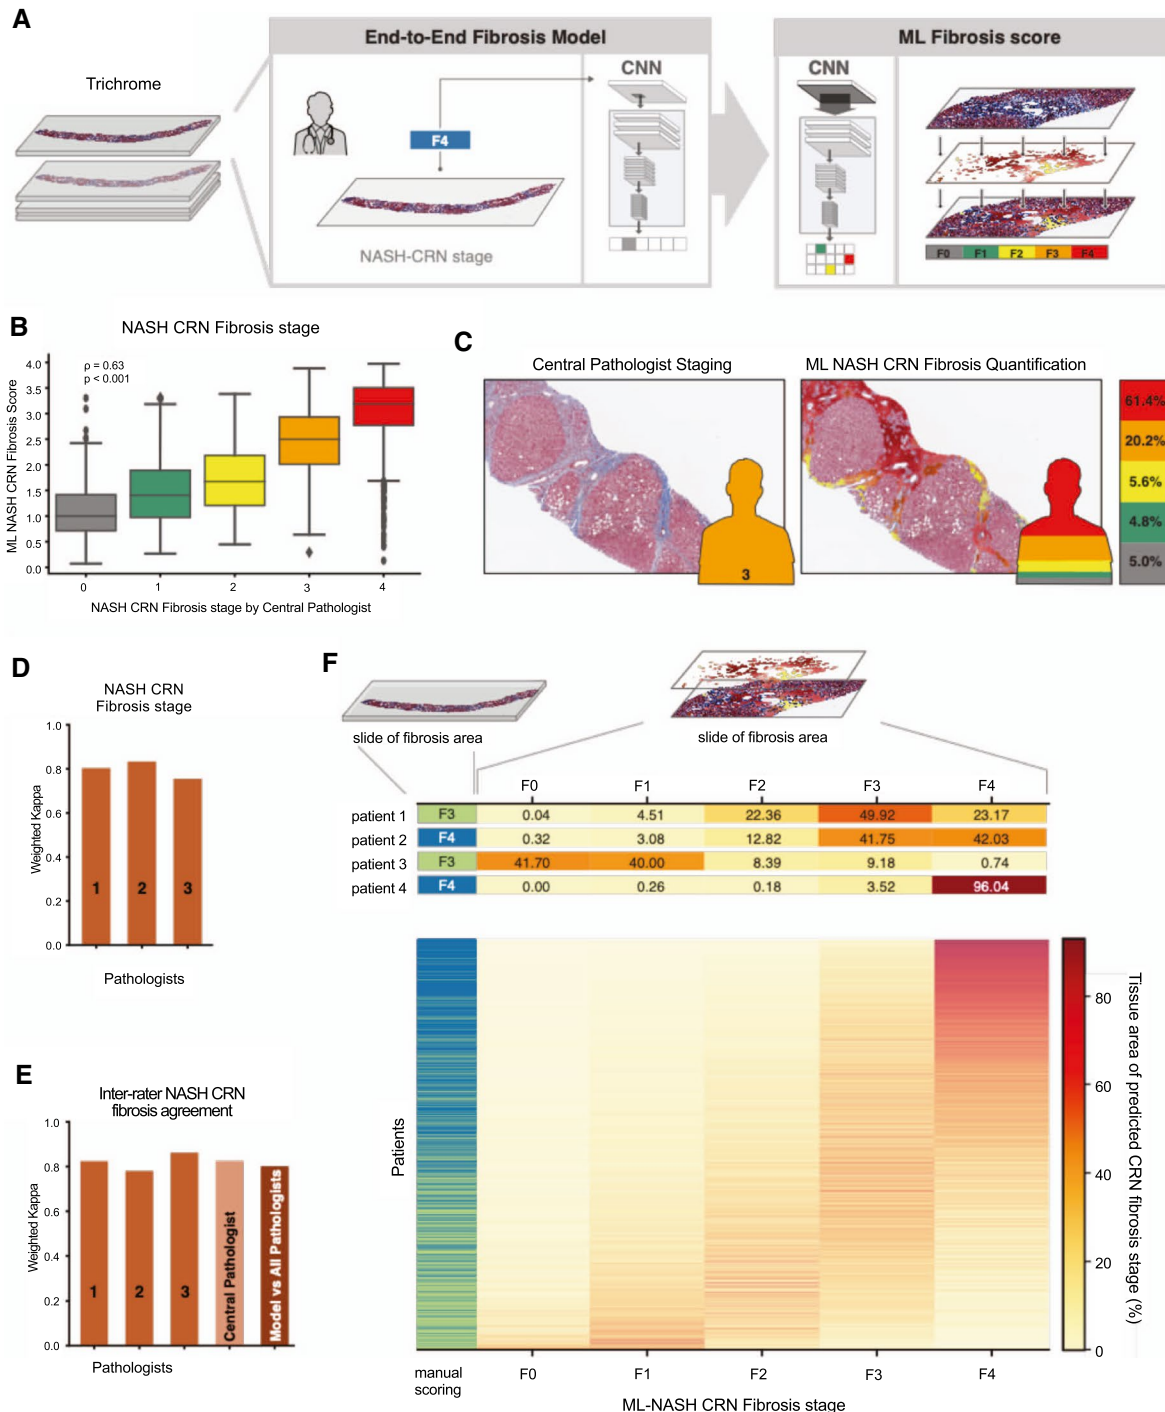 A
End-to-End Fibrosis Model
ML Fibrosis score
Trichrome
CNN
CNN
F4
NASH-CRN stage
F0 F1 F2 F3 F4
B
NASH CRN Fibrosis stage
ρ = 0.63
p < 0.001
ML NASH CRN Fibrosis Score
4.0
3.5
3.0
2.5
2.0
1.5
1.0
0.5
0.0
0 1 2 3 4
NASH CRN Fibrosis stage by Central Pathologist
C
Central Pathologist Staging
ML NASH CRN Fibrosis Quantification
3
61.4%
20.2%
5.6%
4.8%
5.0%
D
NASH CRN
Fibrosis stage
Weighted Kappa
1.0
0.8
0.6
0.4
0.2
0.0
1 2 3
Pathologists
E
Inter-rater NASH CRN
fibrosis agreement
Weighted Kappa
1.0
0.8
0.6
0.4
0.2
0.0
1 2 3 Central Pathologist Model vs All Pathologists
Pathologists
F
slide of fibrosis area
slide of fibrosis area
F0 F1 F2 F3 F4
patient 1 F3 0.04 4.51 22.36 49.92 23.17
patient 2 F4 0.32 3.08 12.82 41.75 42.03
patient 3 F3 41.70 40.00 8.39 9.18 0.74
patient 4 F4 0.00 0.26 0.18 3.52 96.04
Patients
80
60
40
20
0
Tissue area of predicted CRN fibrosis stage (%)
manual
scoring
F0 F1 F2 F3 F4
ML-NASH CRN Fibrosis stage